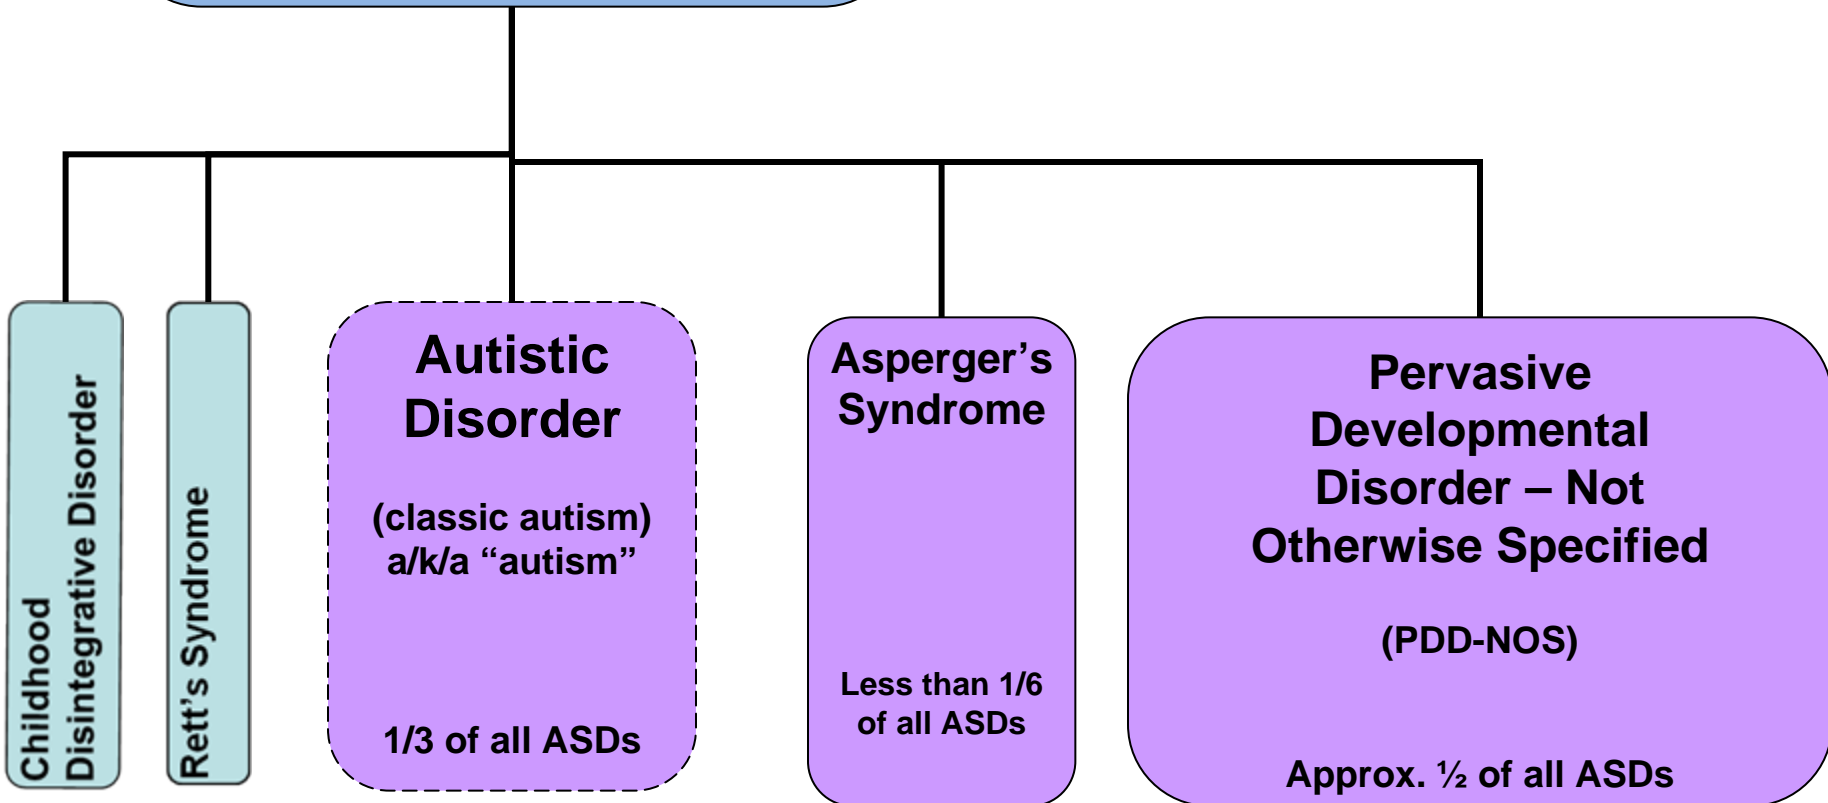 Childhood
Disintegrative Disorder
Rett's Syndrome
Autistic
Disorder
(classic autism)
a/k/a “autism”
1/3 of all ASDs
Asperger’s
Syndrome
Less than 1/6
of all ASDs
Pervasive
Developmental
Disorder – Not
Otherwise Specified
(PDD-NOS)
Approx. ½ of all ASDs